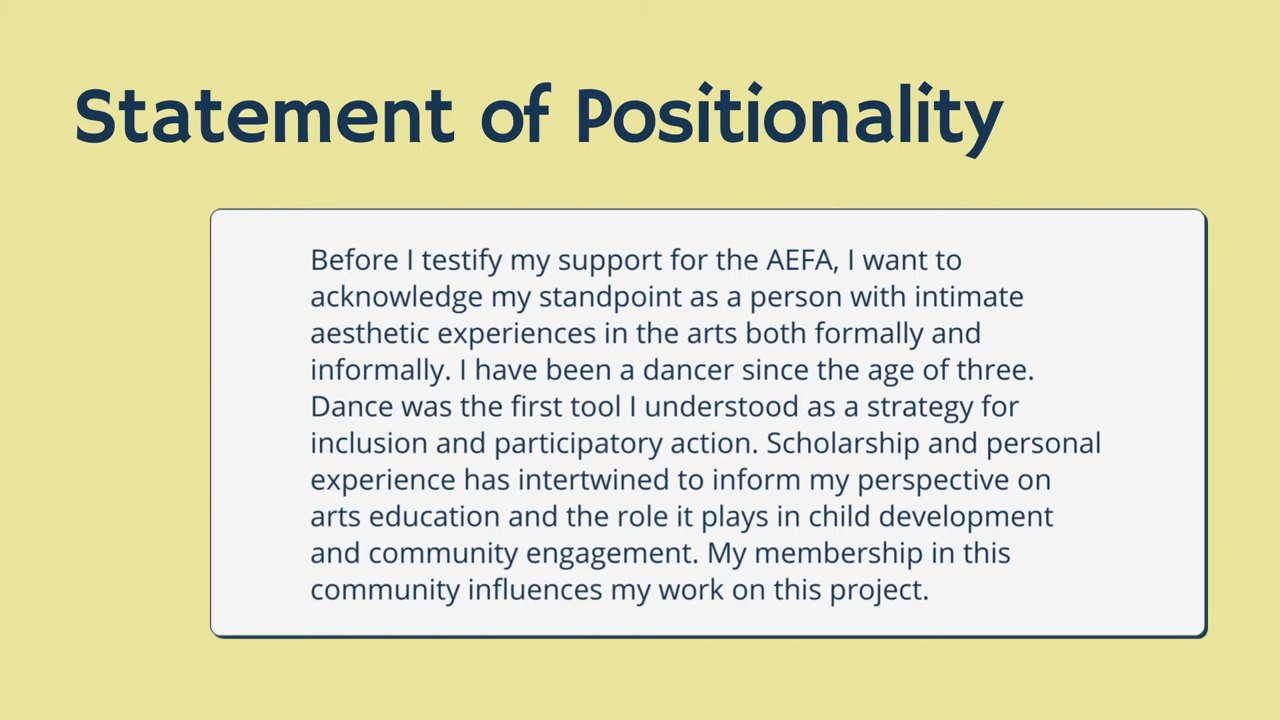 Statement of Positionality
Before I testify my support for the AEFA, I want to
acknowledge my standpoint as a person with intimate
aesthetic experiences in the arts both formally and
informally. I have been a dancer since the age of three.
Dance was the first tool I understood as a strategy for
inclusion and participatory action. Scholarship and personal
experience has intertwined to inform my perspective on
arts education and the role it plays in child development
and community engagement. My membership in this
community influences my work on this project.